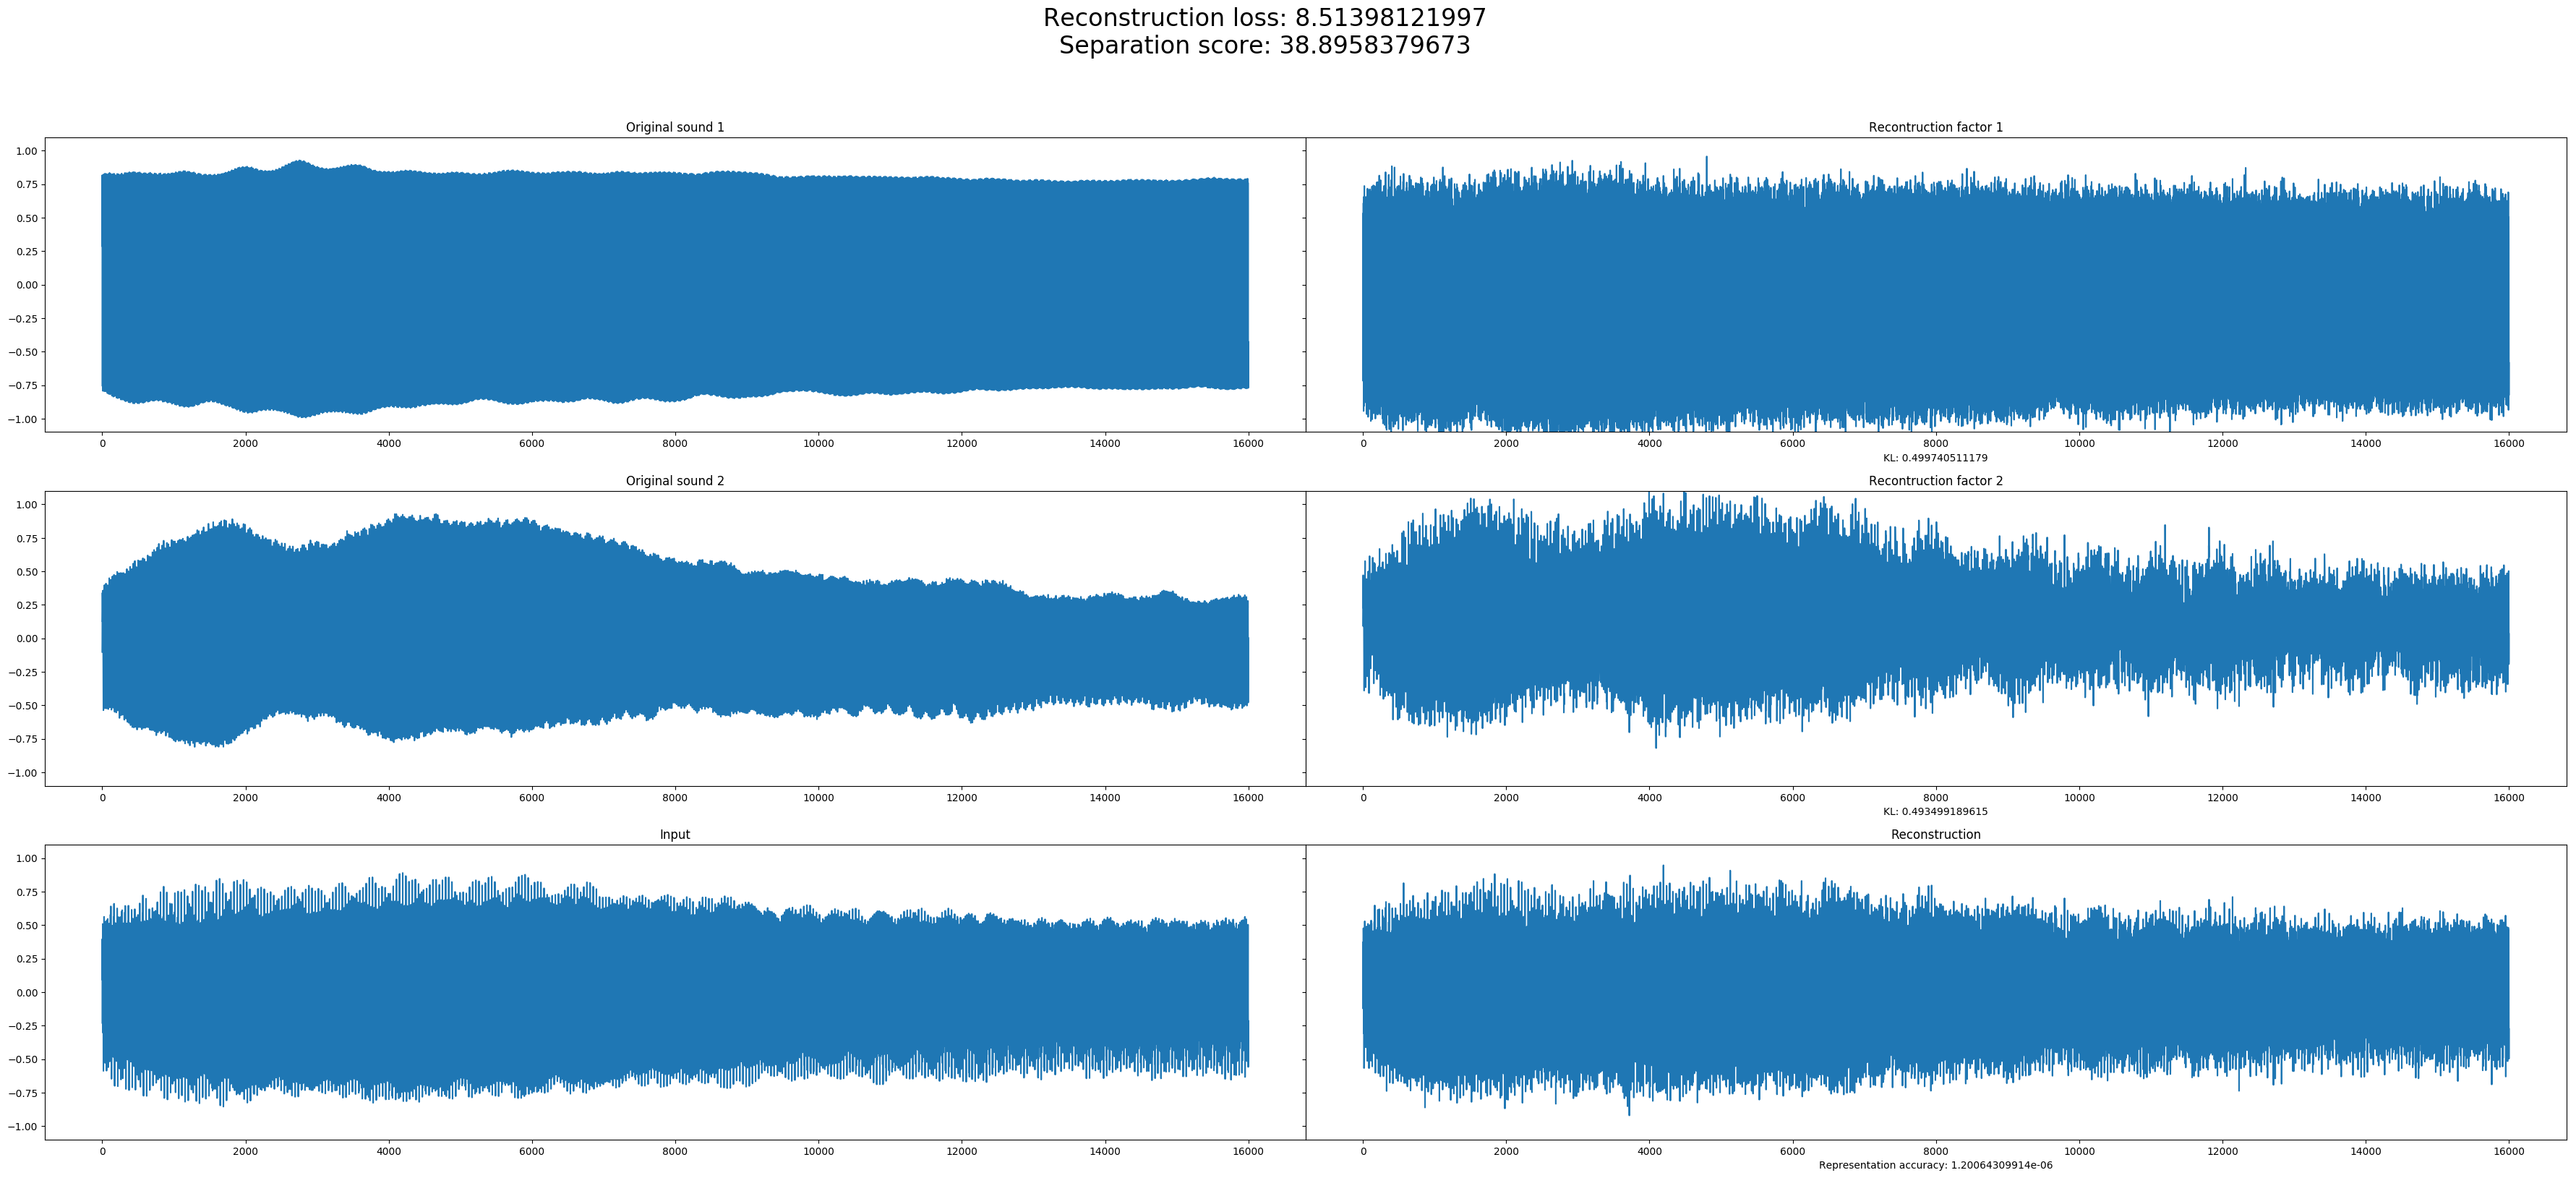 Reconstruction loss: 8.51398121997
Separation score: 38.8958379673
Original sound 1
Recontruction factor 1
1.00
0.75
0.50
0.25
0.00
−0.25
−0.50
−0.75
−1.00
0 2000 4000 6000 8000 10000 12000 14000 16000
0 2000 4000 6000 8000 10000 12000 14000 16000
KL: 0.499740511179
Original sound 2
Recontruction factor 2
1.00
0.75
0.50
0.25
0.00
−0.25
−0.50
−0.75
−1.00
0 2000 4000 6000 8000 10000 12000 14000 16000
0 2000 4000 6000 8000 10000 12000 14000 16000
KL: 0.493499189615
Input
Reconstruction
1.00
0.75
0.50
0.25
0.00
−0.25
−0.50
−0.75
−1.00
0 2000 4000 6000 8000 10000 12000 14000 16000
0 2000 4000 6000 8000 10000 12000 14000 16000
Representation accuracy: 1.20064309914e-06